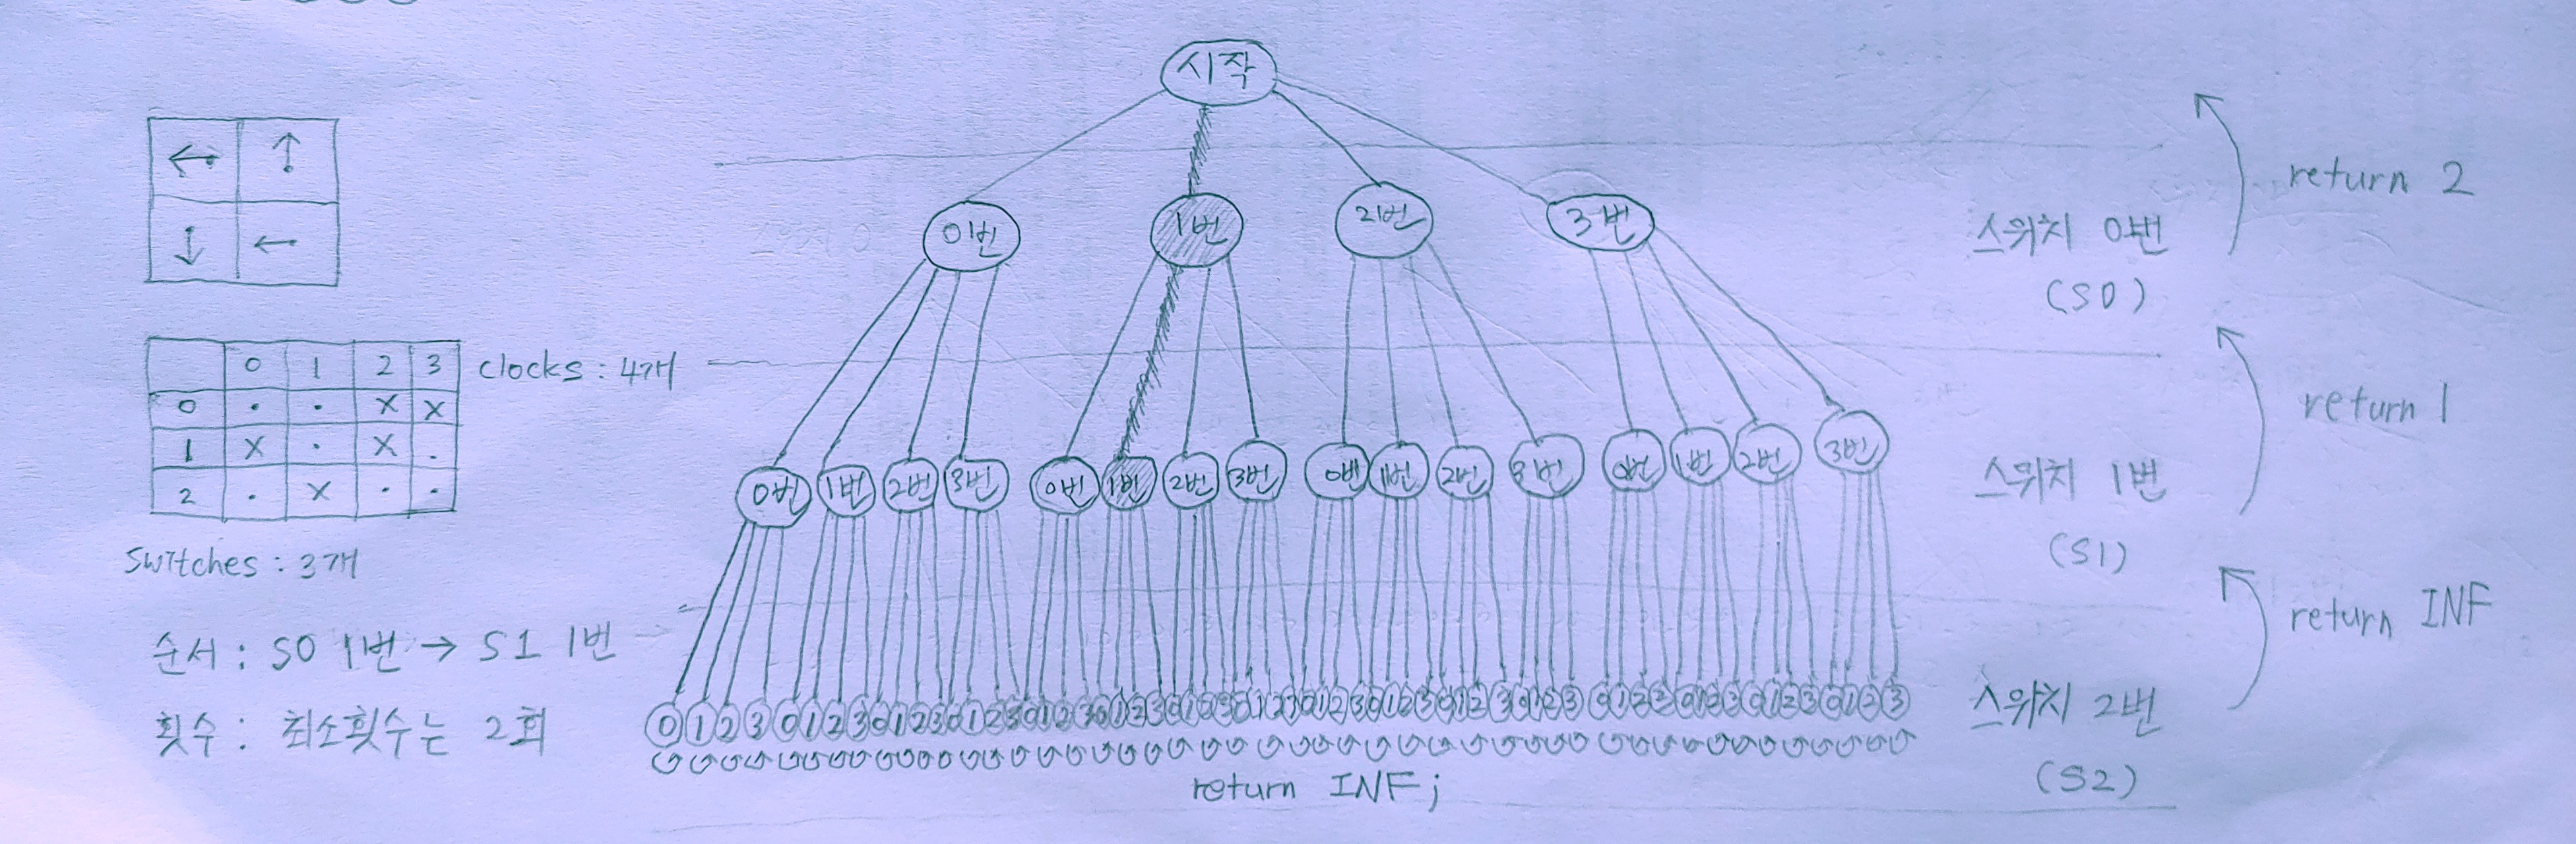 시작
← ↑
↓ ←
return 2
0번 1번 2번 3번
스위치 0번
(S0)
0 1 2 3
clocks : 4개
0 · · X X
1 X · X ·
2 · X · ·
return 1
0번 1번 2번 3번 0번 1번 2번 3번 0번 1번 2번 3번 0번 1번 2번 3번
스위치 1번
(S1)
switches : 3개
return INF
순서 : S0 1번 → S1 1번
횟수 : 최소횟수는 2회
0 1 2 3 0 1 2 3 0 1 2 3 0 1 2 3 0 1 2 3 0 1 2 3 0 1 2 3 0 1 2 3 0 1 2 3 0 1 2 3 0 1 2 3 0 1 2 3 0 1 2 3 0 1 2 3 0 1 2 3 0 1 2 3
스위치 2번
(S2)
return INF;